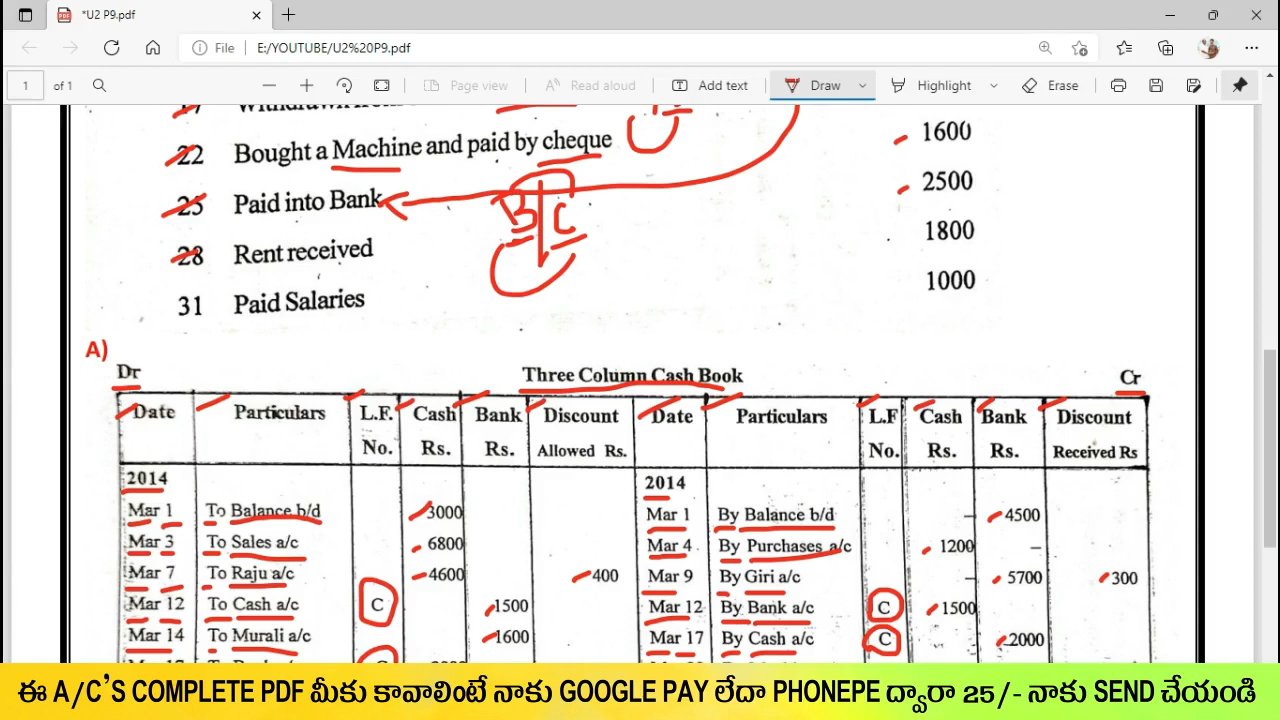 *U2 P9.pdf
File E:/YOUTUBE/U2%20P9.pdf
1 of 1 Page view Read aloud Add text Draw Highlight Erase
22 Bought a Machine and paid by cheque 1600
25 Paid into Bank 2500
B C
28 Rent received 1800
31 Paid Salaries 1000
A)
Dr Three Column Cash Book Cr
Date Particulars L.F. Cash Bank Discount Date Particulars L.F Cash Bank Discount
No. Rs. Rs. Allowed Rs. No. Rs. Rs. Received Rs
2014 2014
Mar 1 To Balance b/d 3000 Mar 1 By Balance b/d – 4500
Mar 3 To Sales a/c 6800 Mar 4 By Purchases a/c 1200 –
Mar 7 To Raju a/c 4600 400 Mar 9 By Giri a/c – 5700 300
Mar 12 To Cash a/c C 1500 Mar 12 By Bank a/c C 1500
Mar 14 To Murali a/c 1600 Mar 17 By Cash a/c C 2000
ఈ A/C'S COMPLETE PDF మీకు కావాలింటే నాకు GOOGLE PAY లేదా PHONEPE ద్వారా 25/- నాకు SEND చేయండి